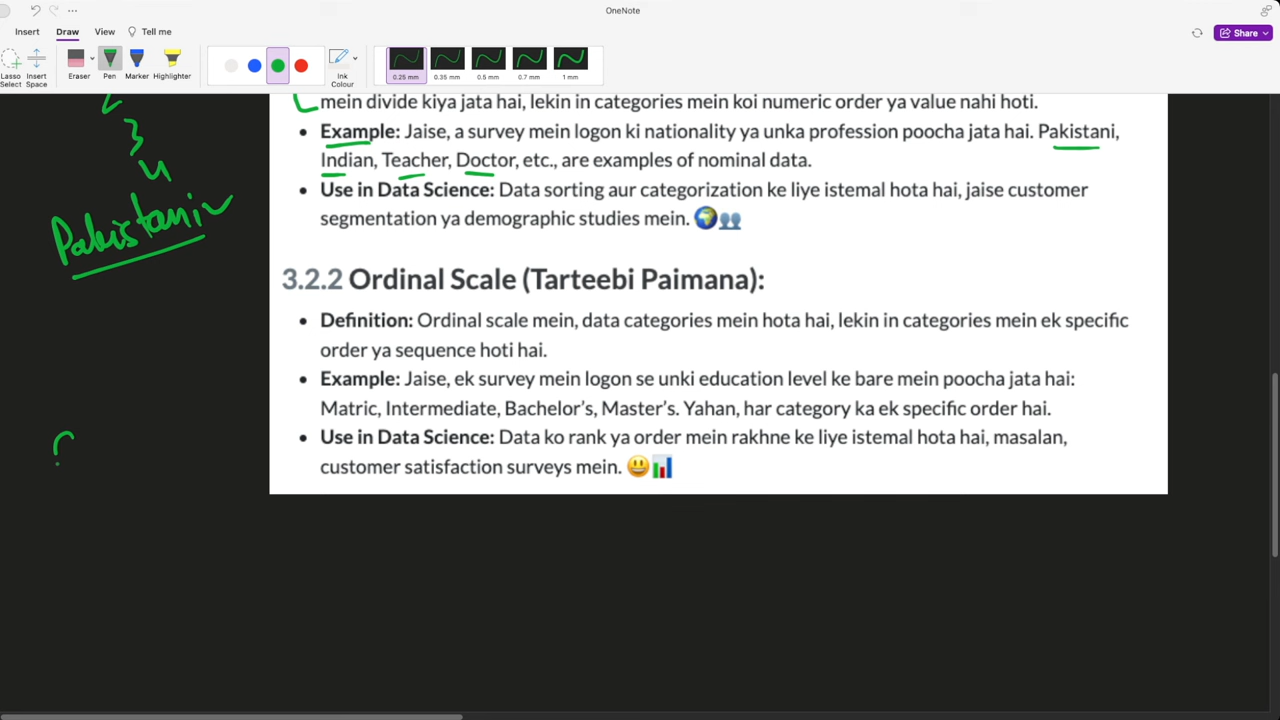 OneNote
Insert
Draw
View
Tell me
Share
Lasso Select
Insert Space
Eraser
Pen
Marker
Highlighter
Ink Colour
0.25 mm
0.35 mm
0.5 mm
0.7 mm
1 mm
mein divide kiya jata hai, lekin in categories mein koi numeric order ya value nahi hoti.
• Example: Jaise, a survey mein logon ki nationality ya unka profession poocha jata hai. Pakistani,
Indian, Teacher, Doctor, etc., are examples of nominal data.
• Use in Data Science: Data sorting aur categorization ke liye istemal hota hai, jaise customer
segmentation ya demographic studies mein. 🌍👥
2
3
4
Pakistani
3.2.2 Ordinal Scale (Tarteebi Paimana):
• Definition: Ordinal scale mein, data categories mein hota hai, lekin in categories mein ek specific
order ya sequence hoti hai.
• Example: Jaise, ek survey mein logon se unki education level ke bare mein poocha jata hai:
Matric, Intermediate, Bachelor’s, Master’s. Yahan, har category ka ek specific order hai.
• Use in Data Science: Data ko rank ya order mein rakhne ke liye istemal hota hai, masalan,
customer satisfaction surveys mein. 😃📊